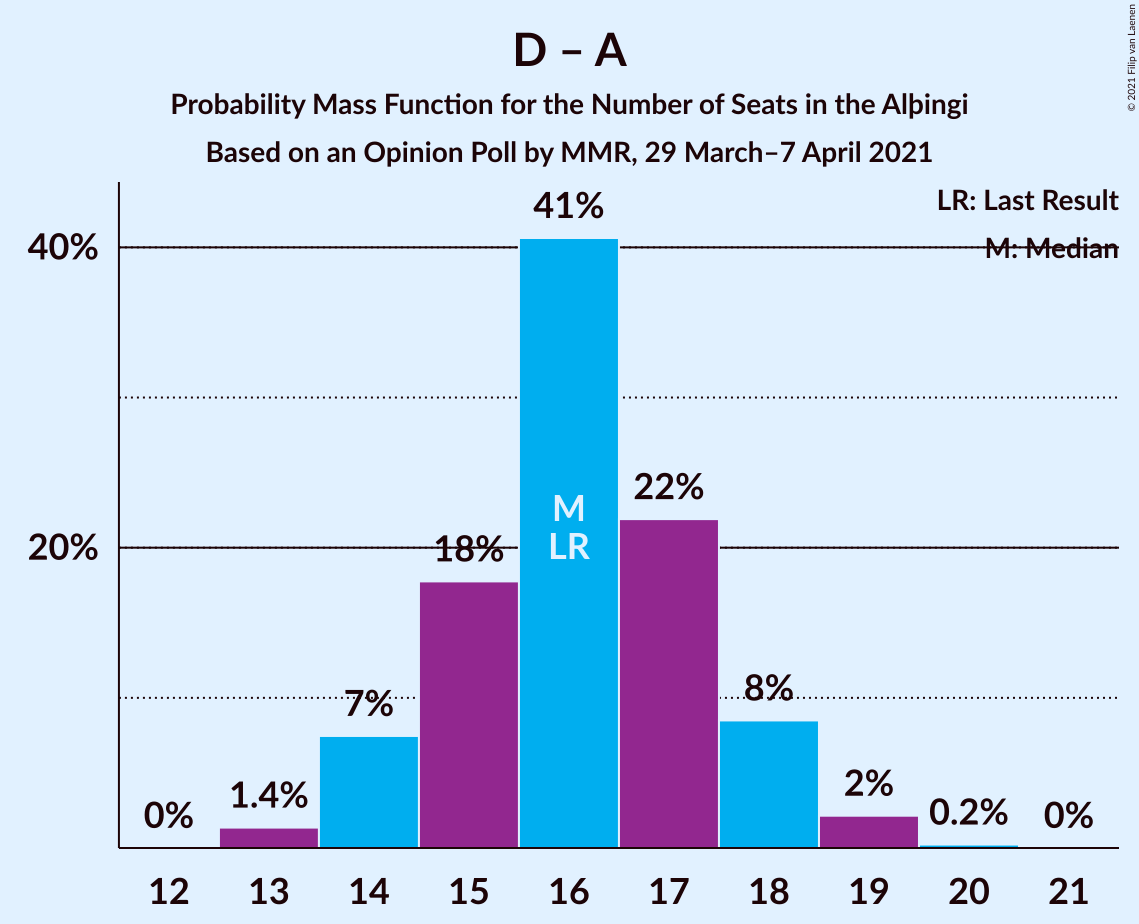 D – A
Probability Mass Function for the Number of Seats in the Alþingi
Based on an Opinion Poll by MMR, 29 March–7 April 2021
© 2021 Filip van Laenen
LR: Last Result
M: Median
40%
20%
0%
1.4%
7%
18%
41%
M
LR
22%
8%
2%
0.2%
0%
12 13 14 15 16 17 18 19 20 21